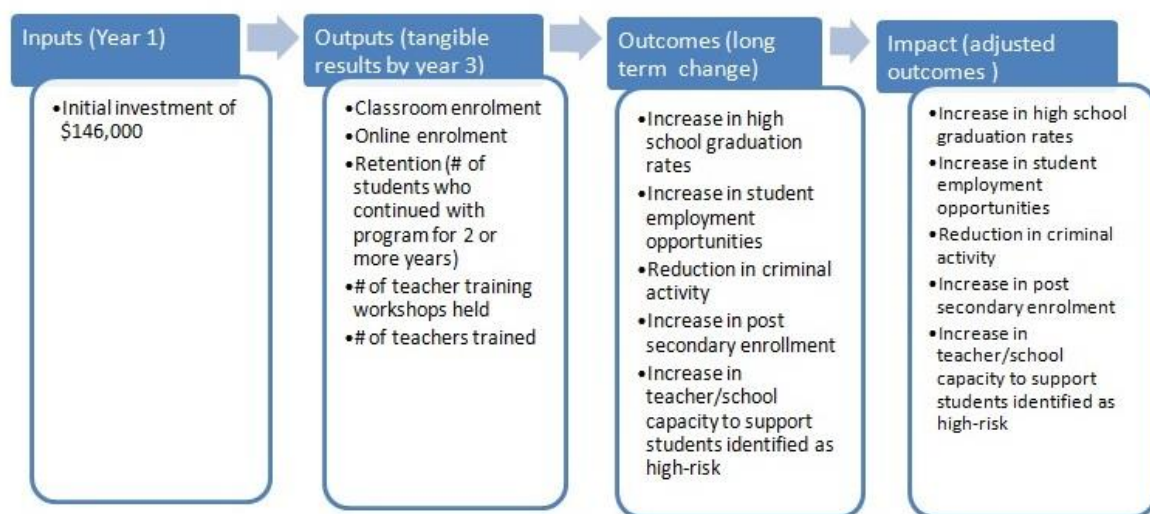 Inputs (Year 1)
•Initial investment of
$146,000
Outputs (tangible
results by year 3)
•Classroom enrolment
•Online enrolment
•Retention (# of
students who
continued with
program for 2 or
more years)
•# of teacher training
workshops held
•# of teachers trained
Outcomes (long
term change)
•Increase in high
school graduation
rates
•Increase in student
employment
opportunities
•Reduction in criminal
activity
•Increase in post
secondary enrollment
•Increase in
teacher/school
capacity to support
students identified as
high-risk
Impact (adjusted
outcomes )
•Increase in high school
graduation rates
•Increase in student
employment
opportunities
•Reduction in criminal
activity
•Increase in post
secondary enrolment
•Increase in
teacher/school
capacity to support
students identified as
high-risk